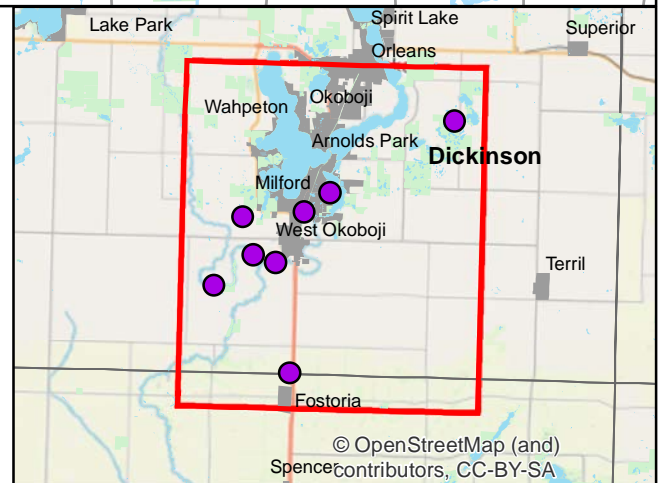 Spirit Lake
Lake Park
Superior
Orleans
Wahpeton
Okoboji
Arnolds Park
Dickinson
Milford
West Okoboji
Terril
Fostoria
© OpenStreetMap (and)
Spencer
contributors, CC-BY-SA